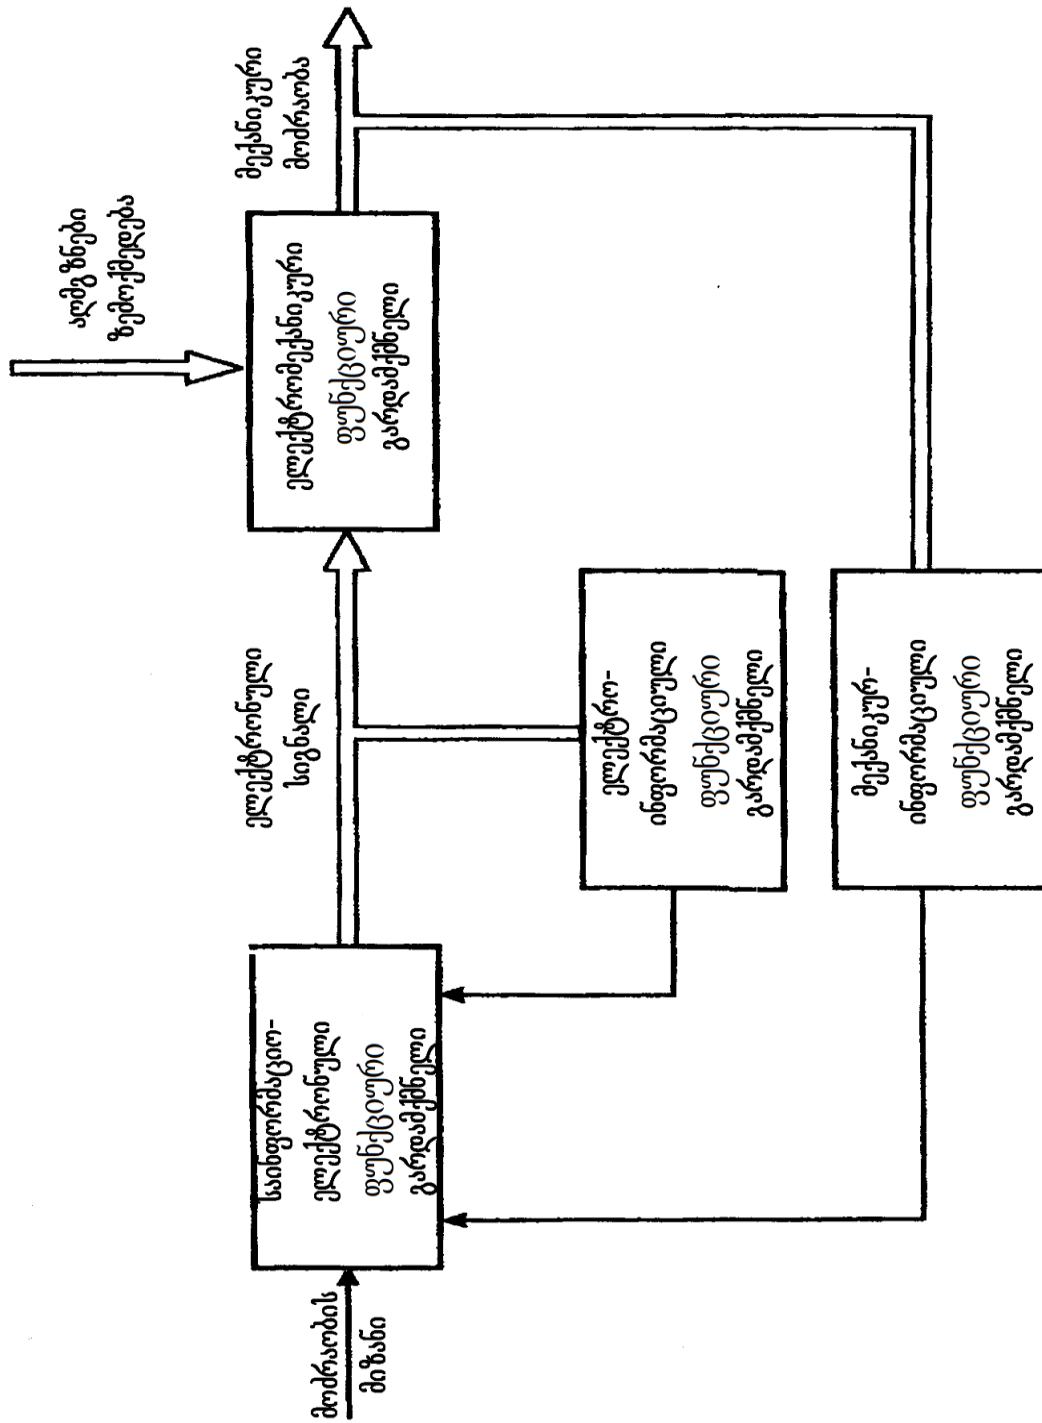 მოძრაობის
მიზანი
საინფორმაციო-
ელექტრონული
ფუნქციური
გარდამქმნელი
ელექტრონული
სიგნალი
ელექტრომექანიკური
ფუნქციური
გარდამქმნელი
აღმგზნები
ზემოქმედება
მექანიკური
მოძრაობა
ელექტრო-
ინფორმაციული
ფუნქციური
გარდამქმნელი
მექანიკურ-
ინფორმაციული
ფუნქციური
გარდამქმნელი